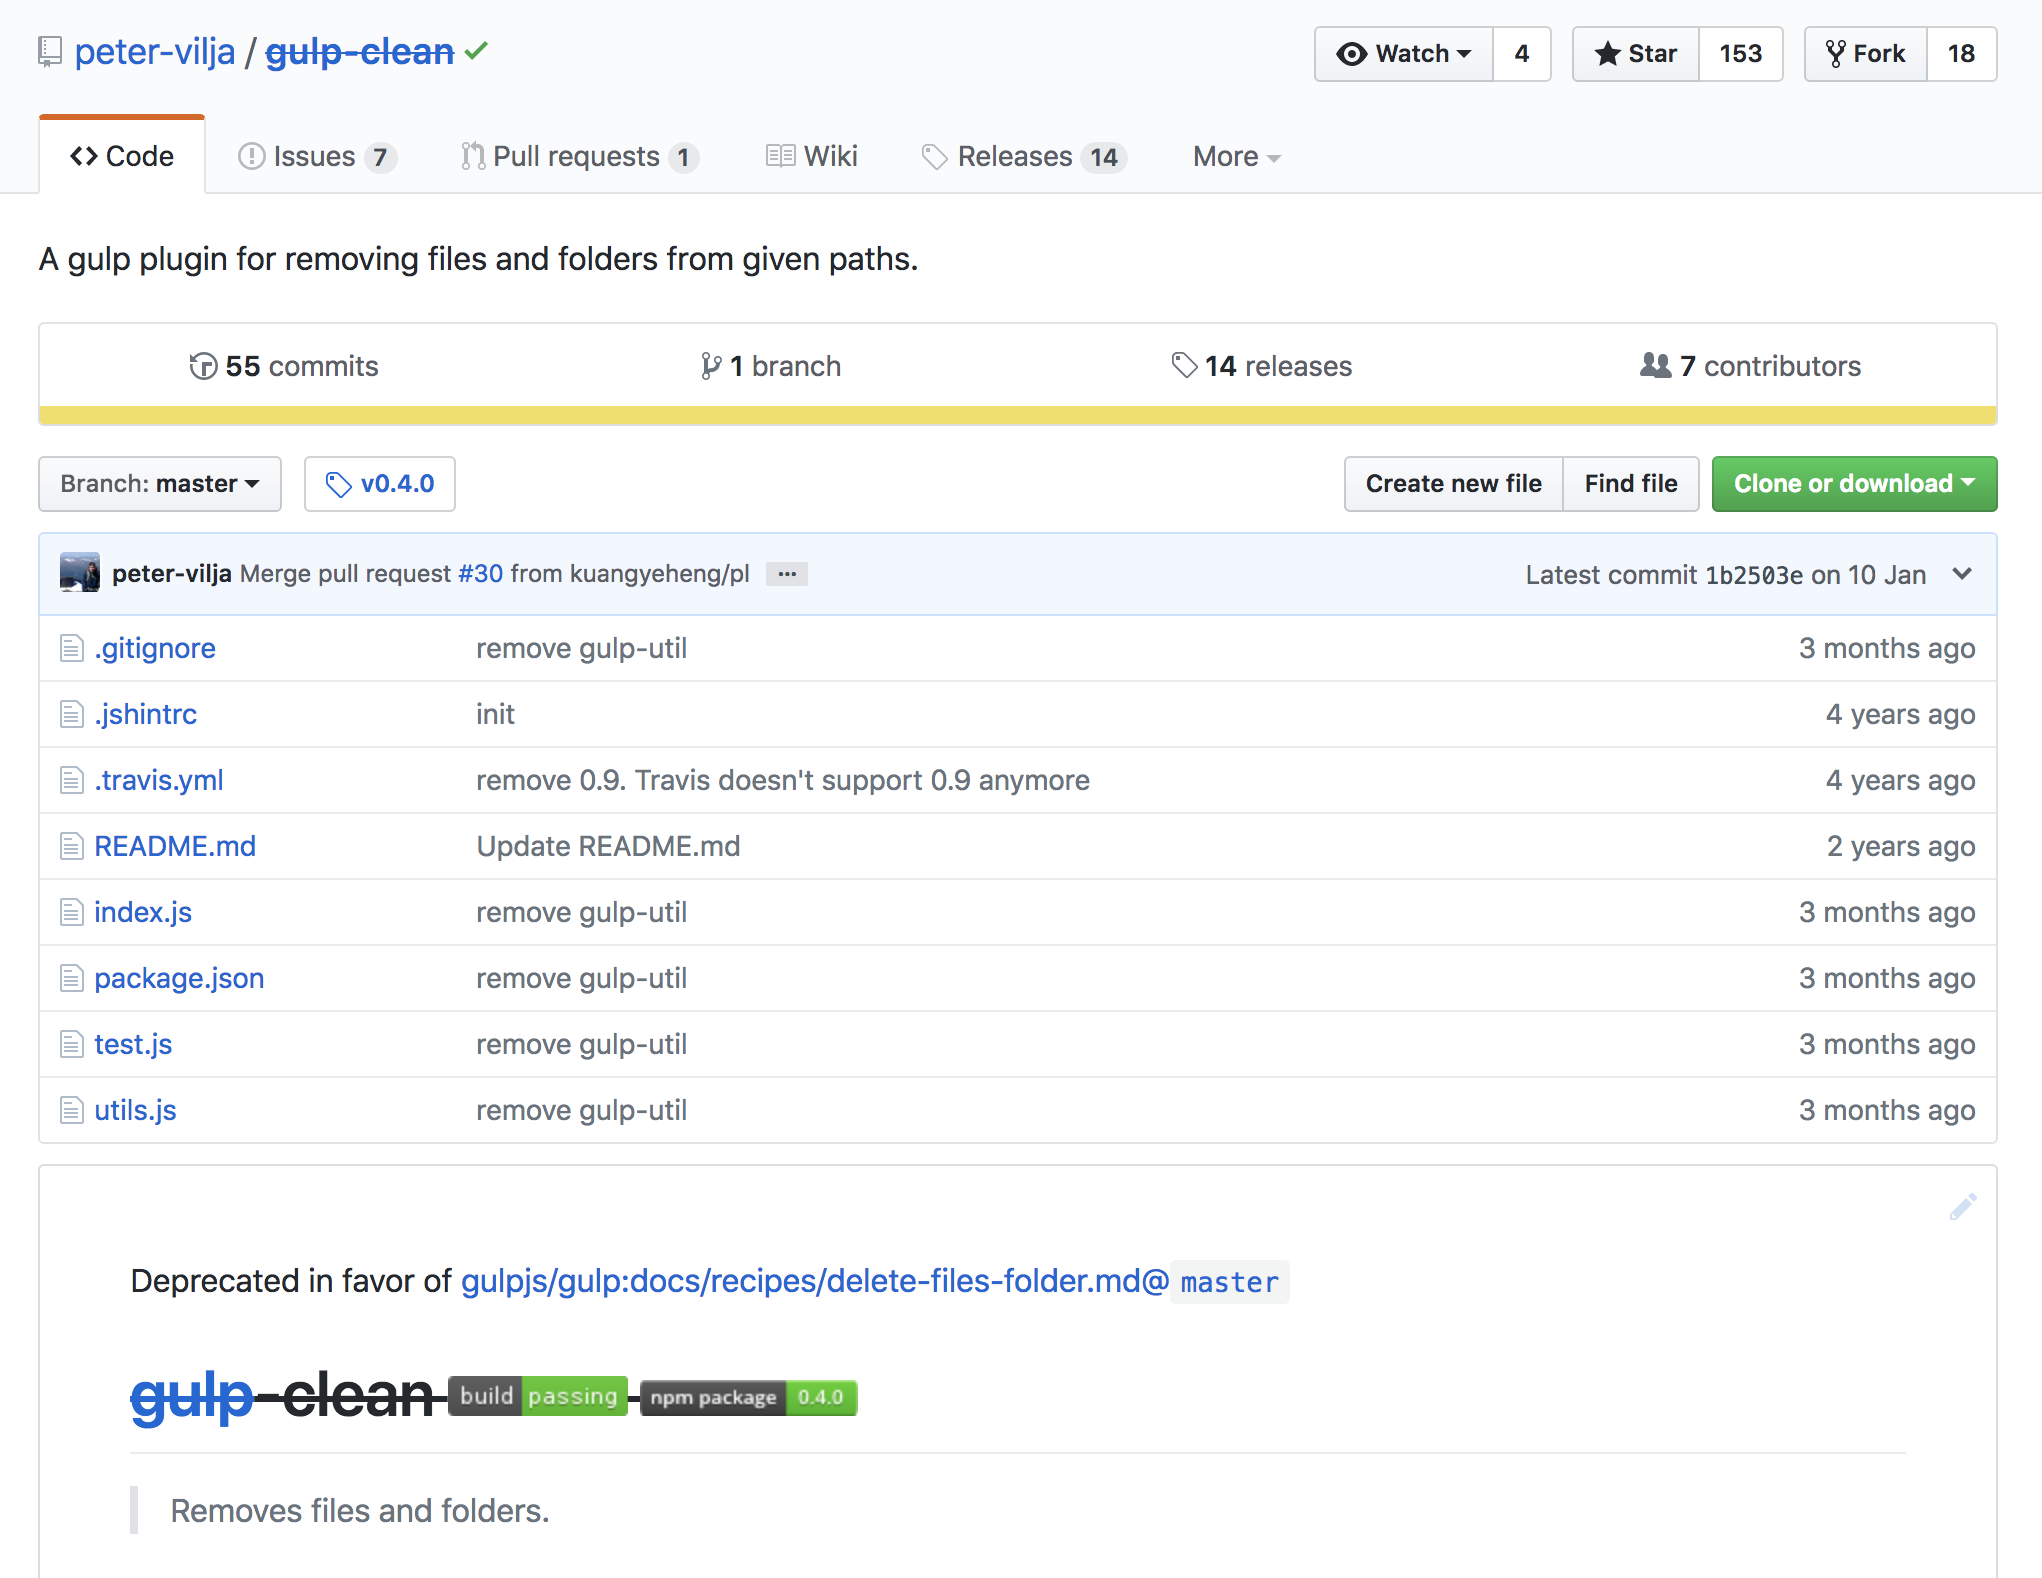 peter-vilja / gulp-clean
Watch 4 Star 153 Fork 18
Code Issues 7 Pull requests 1 Wiki Releases 14 More
A gulp plugin for removing files and folders from given paths.
55 commits 1 branch 14 releases 7 contributors
Branch: master v0.4.0 Create new file Find file Clone or download
peter-vilja Merge pull request #30 from kuangyeheng/pl ... Latest commit 1b2503e on 10 Jan
.gitignore remove gulp-util 3 months ago
.jshintrc init 4 years ago
.travis.yml remove 0.9. Travis doesn't support 0.9 anymore 4 years ago
README.md Update README.md 2 years ago
index.js remove gulp-util 3 months ago
package.json remove gulp-util 3 months ago
test.js remove gulp-util 3 months ago
utils.js remove gulp-util 3 months ago
Deprecated in favor of gulpjs/gulp:docs/recipes/delete-files-folder.md@ master
gulp-clean build passing npm package 0.4.0
Removes files and folders.